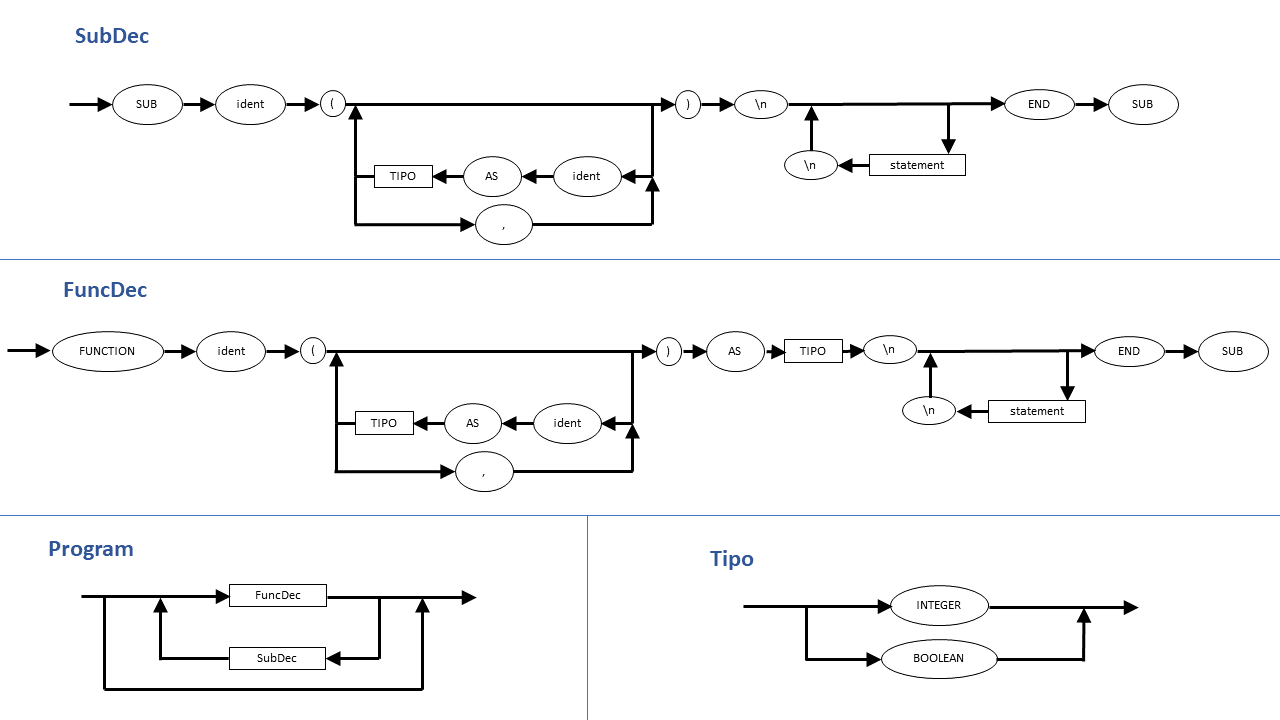 SubDec
SUB ident ( ) \n END SUB
TIPO AS ident \n statement
,
FuncDec
FUNCTION ident ( ) AS TIPO \n END SUB
TIPO AS ident \n statement
,
Program
FuncDec
SubDec
Tipo
INTEGER
BOOLEAN